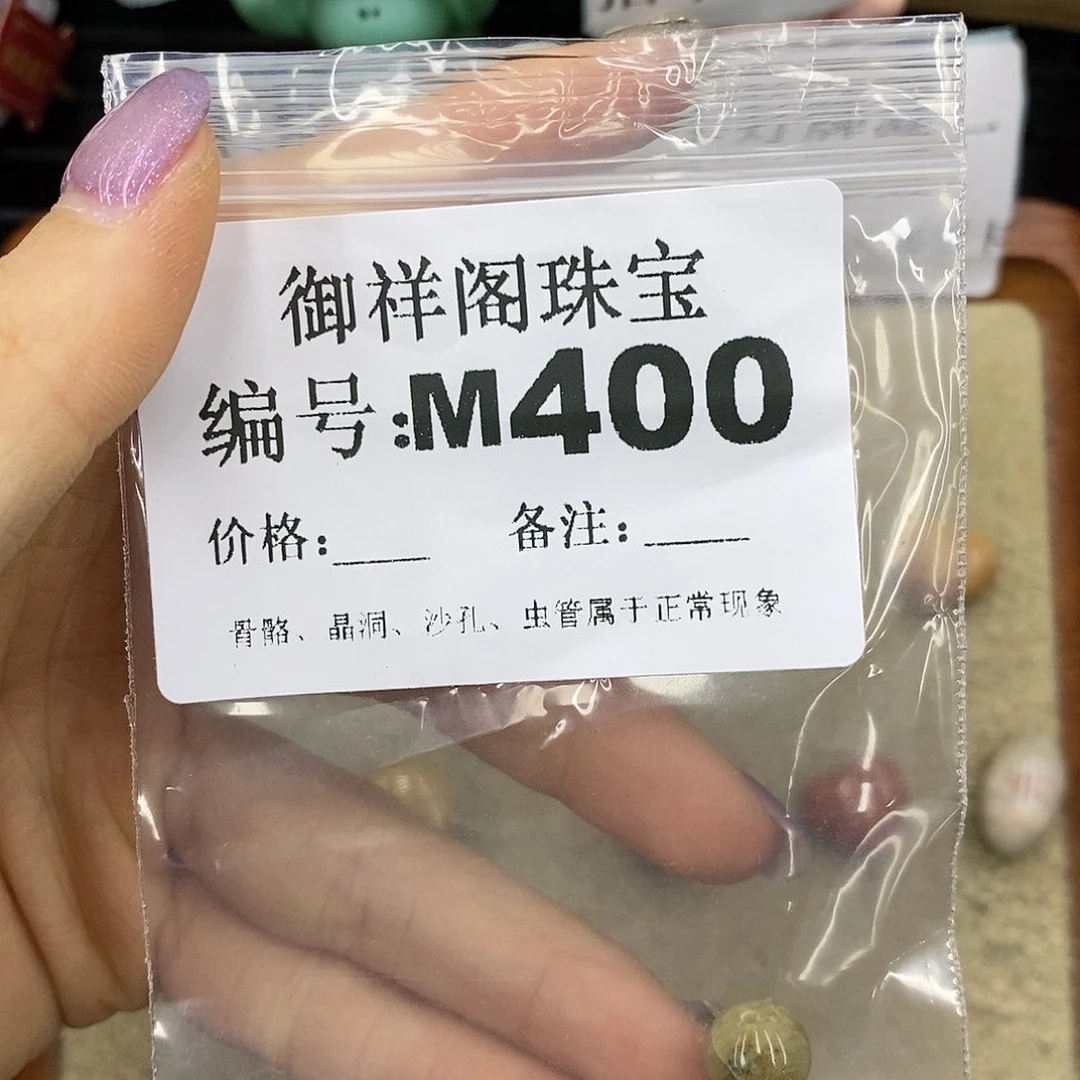 御祥阁珠宝
编号:M400
价格:____ 备注:_____
骨骼、晶洞、沙孔、虫管属于正常现象